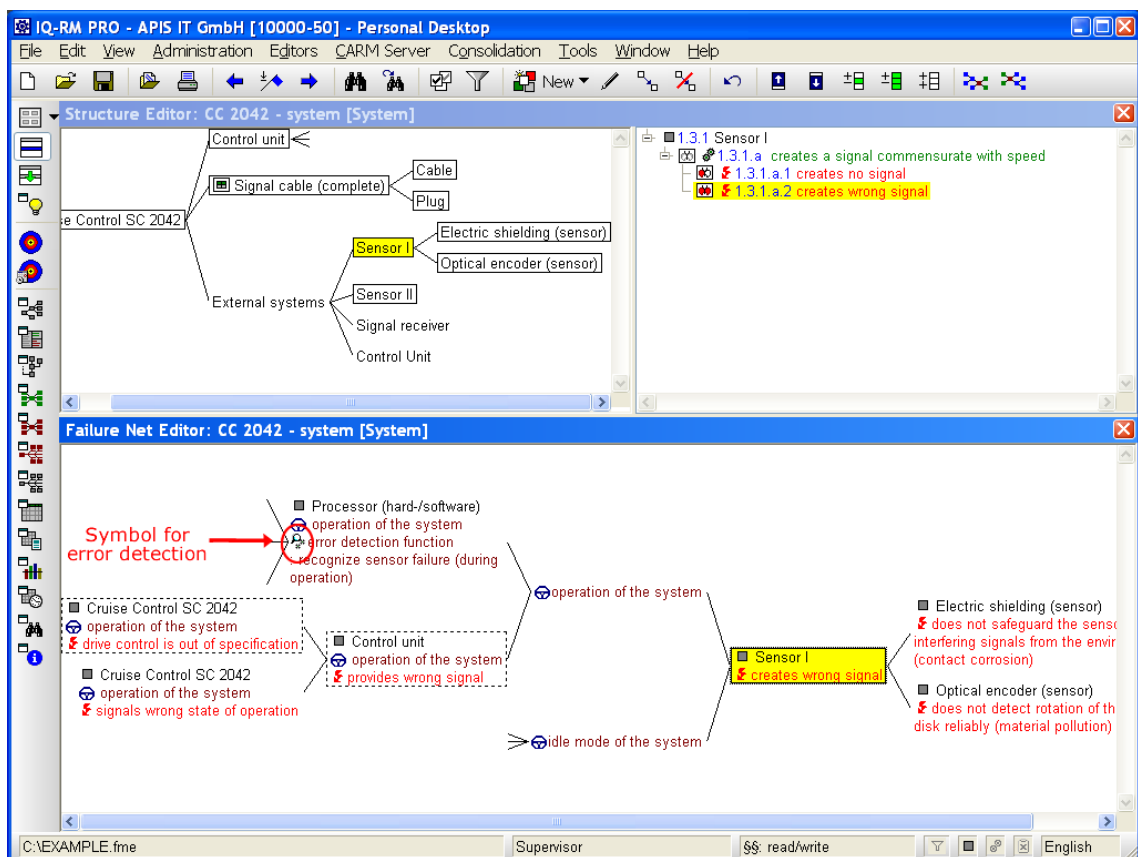 IQ-RM PRO - APIS IT GmbH [10000-50] - Personal Desktop
File Edit View Administration Editors CARM Server Consolidation Tools Window Help
New
Structure Editor: CC 2042 - system [System]
Control unit
Signal cable (complete)
Cable
Plug
se Control SC 2042
Sensor I
Electric shielding (sensor)
Optical encoder (sensor)
External systems
Sensor II
Signal receiver
Control Unit
1.3.1 Sensor I
1.3.1.a creates a signal commensurate with speed
1.3.1.a.1 creates no signal
1.3.1.a.2 creates wrong signal
Failure Net Editor: CC 2042 - system [System]
Symbol for
error detection
Processor (hard-/software)
operation of the system
error detection function
recognize sensor failure (during
operation)
Cruise Control SC 2042
operation of the system
drive control is out of specification
Cruise Control SC 2042
operation of the system
signals wrong state of operation
Control unit
operation of the system
provides wrong signal
operation of the system
idle mode of the system
Sensor I
creates wrong signal
Electric shielding (sensor)
does not safeguard the senso
interfering signals from the envir
(contact corrosion)
Optical encoder (sensor)
does not detect rotation of th
disk reliably (material pollution)
C:\EXAMPLE.fme
Supervisor
§§: read/write
English